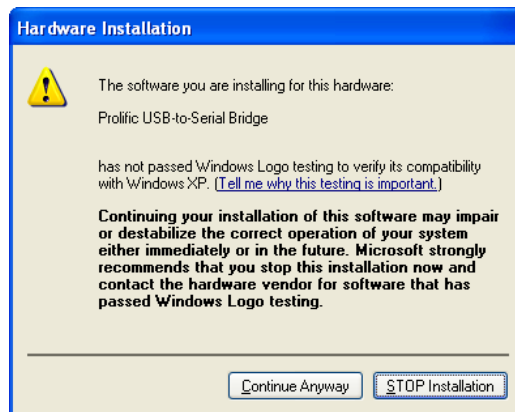 Hardware Installation
The software you are installing for this hardware:
Prolific USB-to-Serial Bridge
has not passed Windows Logo testing to verify its compatibility
with Windows XP. (Tell me why this testing is important.)
Continuing your installation of this software may impair
or destabilize the correct operation of your system
either immediately or in the future. Microsoft strongly
recommends that you stop this installation now and
contact the hardware vendor for software that has
passed Windows Logo testing.
Continue Anyway STOP Installation